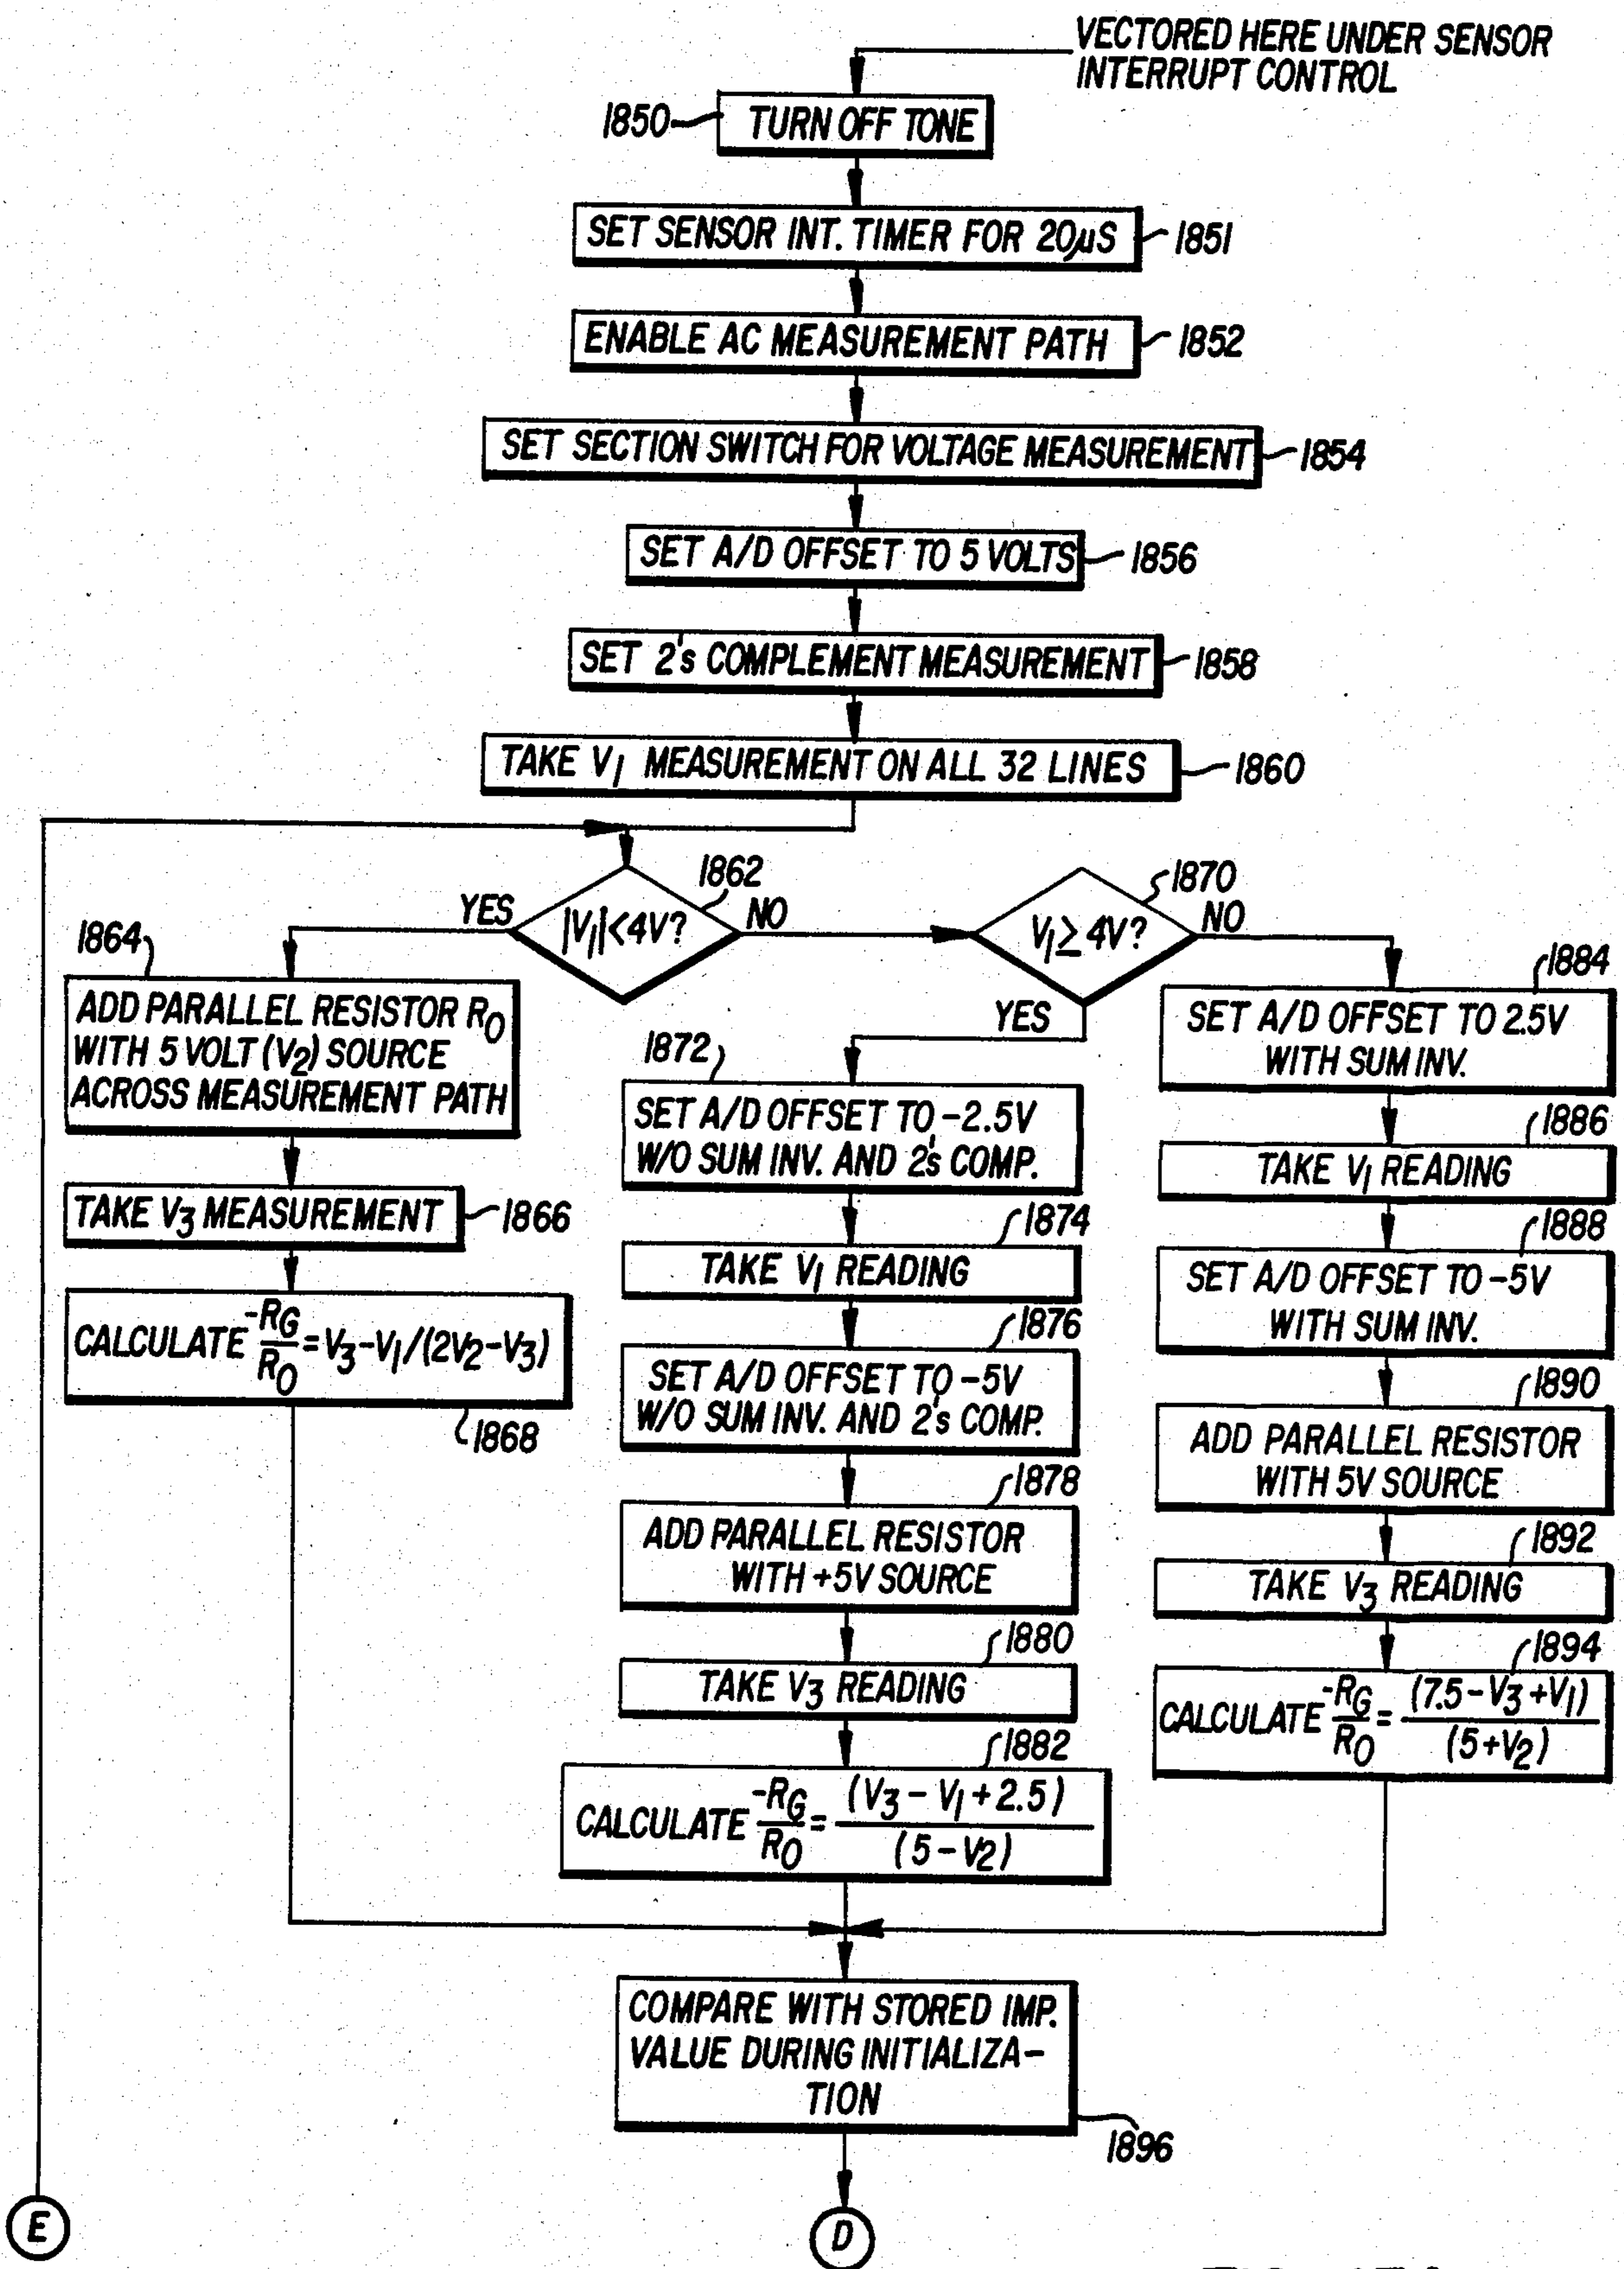 VECTORED HERE UNDER SENSOR
INTERRUPT CONTROL
1850
TURN OFF TONE
SET SENSOR INT. TIMER FOR 20µS
1851
ENABLE AC MEASUREMENT PATH
1852
SET SECTION SWITCH FOR VOLTAGE MEASUREMENT
1854
SET A/D OFFSET TO 5 VOLTS
1856
SET 2's COMPLEMENT MEASUREMENT
1858
TAKE V1 MEASUREMENT ON ALL 32 LINES
1860
1862
YES
|V1|<4V?
NO
1870
V1≥4V?
NO
YES
1864
ADD PARALLEL RESISTOR RO
WITH 5 VOLT (V2) SOURCE
ACROSS MEASUREMENT PATH
TAKE V3 MEASUREMENT
1866
CALCULATE -RG/RO = V3-V1/(2V2-V3)
1868
1872
SET A/D OFFSET TO -2.5V
W/O SUM INV. AND 2's COMP.
1874
TAKE V1 READING
1876
SET A/D OFFSET TO -5V
W/O SUM INV. AND 2's COMP.
1878
ADD PARALLEL RESISTOR
WITH +5V SOURCE
1880
TAKE V3 READING
1882
CALCULATE -RG/RO = (V3 - V1 + 2.5)/(5 - V2)
1884
SET A/D OFFSET TO 2.5V
WITH SUM INV.
1886
TAKE V1 READING
1888
SET A/D OFFSET TO -5V
WITH SUM INV.
1890
ADD PARALLEL RESISTOR
WITH 5V SOURCE
1892
TAKE V3 READING
1894
CALCULATE -RG/RO = (7.5-V3+V1)/(5+V2)
COMPARE WITH STORED IMP.
VALUE DURING INITIALIZA-
TION
1896
E
D